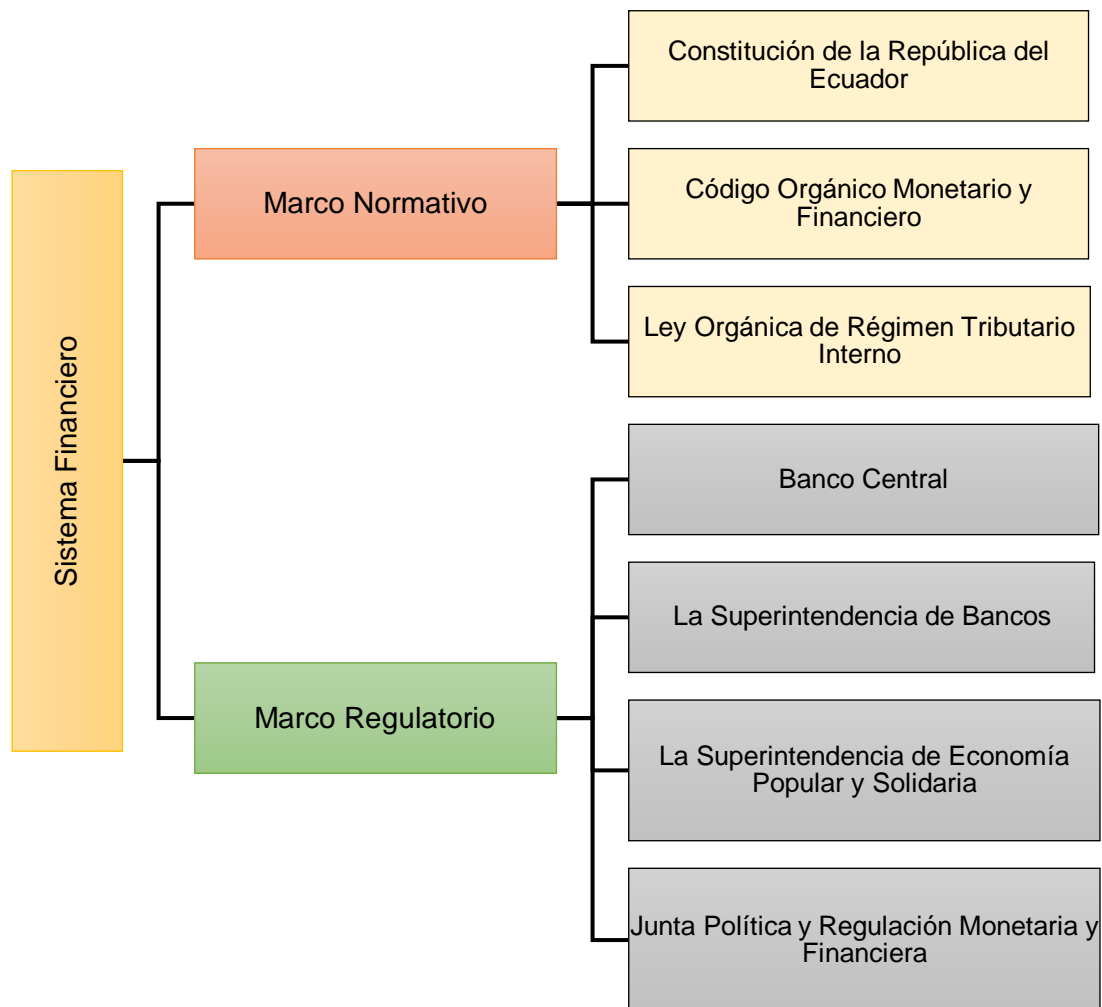 Sistema Financiero
Marco Normativo
Constitución de la República del
Ecuador
Código Orgánico Monetario y
Financiero
Ley Orgánica de Régimen Tributario
Interno
Marco Regulatorio
Banco Central
La Superintendencia de Bancos
La Superintendencia de Economía
Popular y Solidaria
Junta Política y Regulación Monetaria y
Financiera